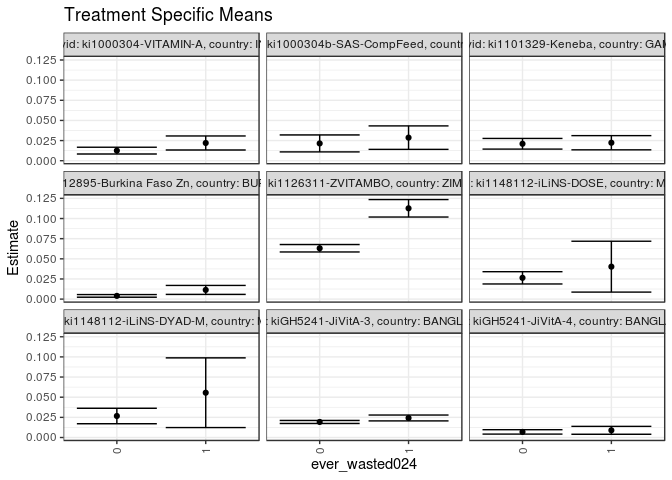 Treatment Specific Means
vid: ki1000304-VITAMIN-A, country: IN
ki1000304b-SAS-CompFeed, countr
vid: ki1101329-Keneba, country: GAM
0.125
0.100
0.075
0.050
0.025
0.000
12895-Burkina Faso Zn, country: BUR
ki1126311-ZVITAMBO, country: ZIM
: ki1148112-iLiNS-DOSE, country: M
0.125
0.100
0.075
0.050
0.025
0.000
Estimate
ki1148112-iLiNS-DYAD-M, country: M
: kiGH5241-JiVitA-3, country: BANGL
kiGH5241-JiVitA-4, country: BANGLA
0.125
0.100
0.075
0.050
0.025
0.000
0 1 0 1 0 1
ever_wasted024